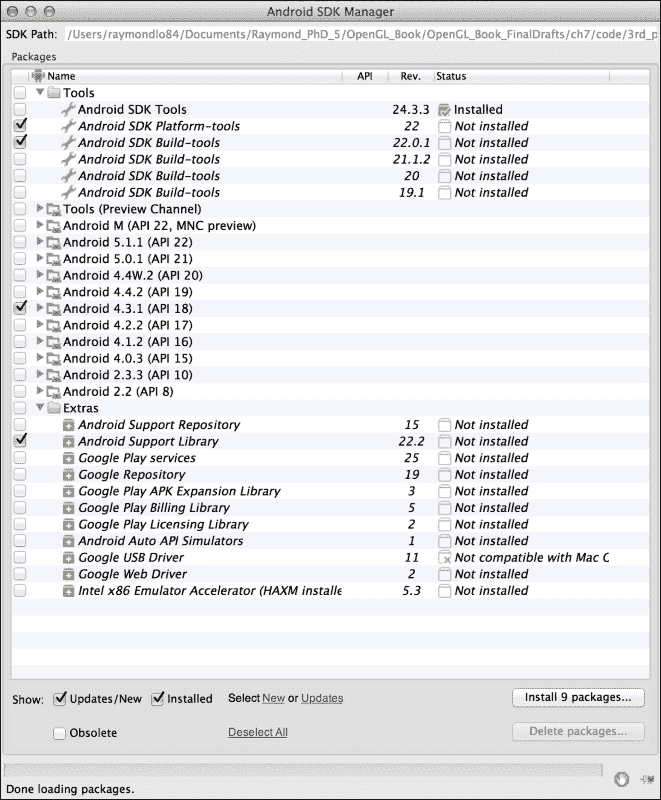 Android SDK Manager
SDK Path: /Users/raymondlo84/Documents/Raymond_PhD_5/OpenGL_Book/OpenGL_Book_FinalDrafts/ch7/code/3rd_p
Packages
Name API Rev. Status
Tools
Android SDK Tools 24.3.3 Installed
Android SDK Platform-tools 22 Not installed
Android SDK Build-tools 22.0.1 Not installed
Android SDK Build-tools 21.1.2 Not installed
Android SDK Build-tools 20 Not installed
Android SDK Build-tools 19.1 Not installed
Tools (Preview Channel)
Android M (API 22, MNC preview)
Android 5.1.1 (API 22)
Android 5.0.1 (API 21)
Android 4.4W.2 (API 20)
Android 4.4.2 (API 19)
Android 4.3.1 (API 18)
Android 4.2.2 (API 17)
Android 4.1.2 (API 16)
Android 4.0.3 (API 15)
Android 2.3.3 (API 10)
Android 2.2 (API 8)
Extras
Android Support Repository 15 Not installed
Android Support Library 22.2 Not installed
Google Play services 25 Not installed
Google Repository 19 Not installed
Google Play APK Expansion Library 3 Not installed
Google Play Billing Library 5 Not installed
Google Play Licensing Library 2 Not installed
Android Auto API Simulators 1 Not installed
Google USB Driver 11 Not compatible with Mac O
Google Web Driver 2 Not installed
Intel x86 Emulator Accelerator (HAXM installe 5.3 Not installed
Show: Updates/New Installed Select New or Updates Install 9 packages...
Obsolete Deselect All Delete packages...
Done loading packages.